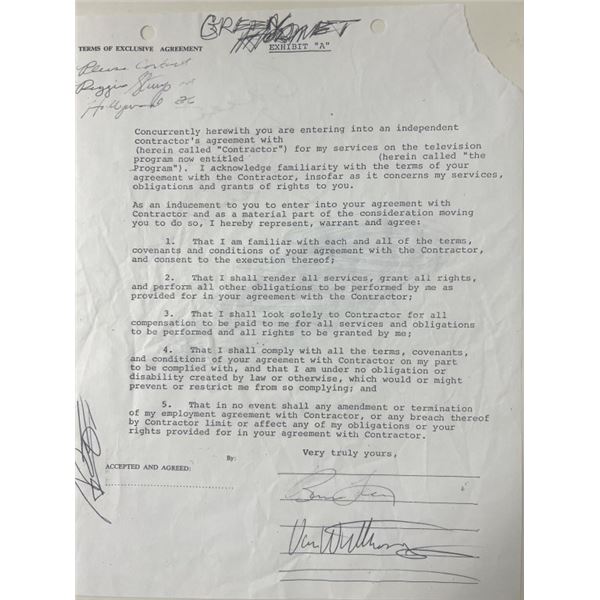 GREEN HORNET
TERMS OF EXCLUSIVE AGREEMENT
EXHIBIT "A"
Please Contact
Hollywood
Concurrently herewith you are entering into an independent
contractor's agreement with
(herein called "Contractor") for my services on the television
program now entitled (herein called "the
Program"). I acknowledge familiarity with the terms of your
agreement with the Contractor, insofar as it concerns my services,
obligations and grants of rights to you.
As an inducement to you to enter into your agreement with
Contractor and as a material part of the consideration moving
you to do so, I hereby represent, warrant and agree:
1. That I am familiar with each and all of the terms,
covenants and conditions of your agreement with the Contractor,
and consent to the execution thereof;
2. That I shall render all services, grant all rights,
and perform all other obligations to be performed by me as
provided for in your agreement with the Contractor;
3. That I shall look solely to Contractor for all
compensation to be paid to me for all services and obligations
to be performed and all rights to be granted by me;
4. That I shall comply with all the terms, covenants,
and conditions of your agreement with Contractor on my part
to be complied with, and that I am under no obligation or
disability created by law or otherwise, which would or might
prevent or restrict me from so complying; and
5. That in no event shall any amendment or termination
of my employment agreement with Contractor, or any breach thereof
by Contractor limit or affect any of my obligations or your
rights provided for in your agreement with Contractor.
By:
Very truly yours,
ACCEPTED AND AGREED:
Bruce Lee
Van Williams